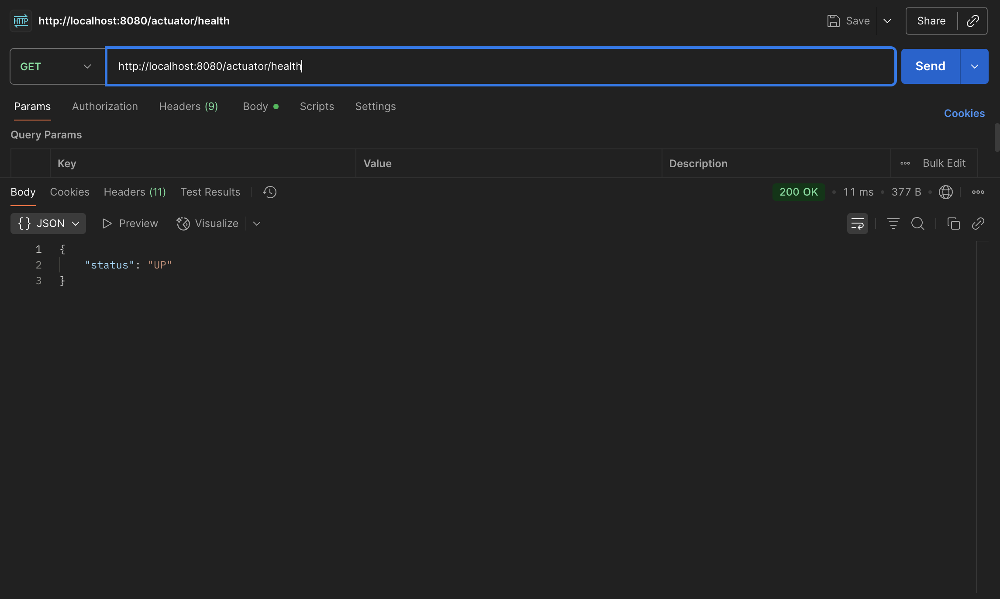 HTTP http://localhost:8080/actuator/health Save Share
GET http://localhost:8080/actuator/health Send
Params Authorization Headers (9) Body Scripts Settings Cookies
Query Params
Key Value Description Bulk Edit
Body Cookies Headers (11) Test Results 200 OK 11 ms 377 B
{} JSON Preview Visualize
1 {
2 "status": "UP"
3 }